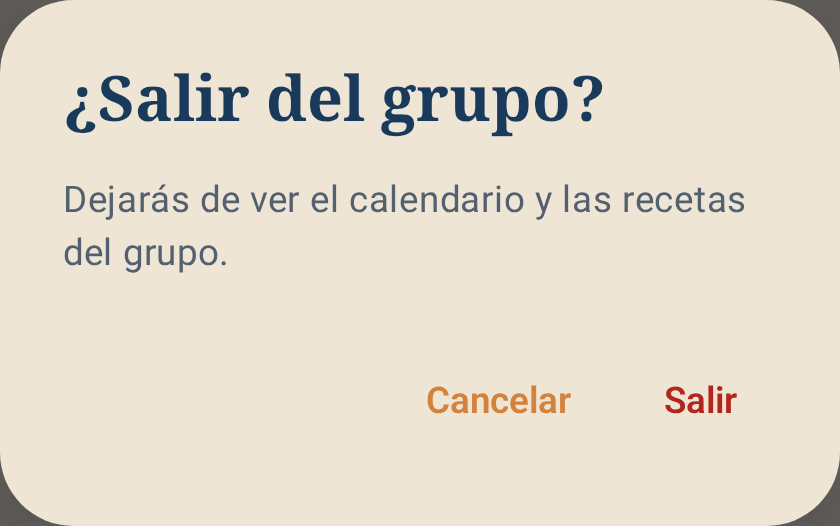 ¿Salir del grupo?
Dejarás de ver el calendario y las recetas
del grupo.
Cancelar Salir